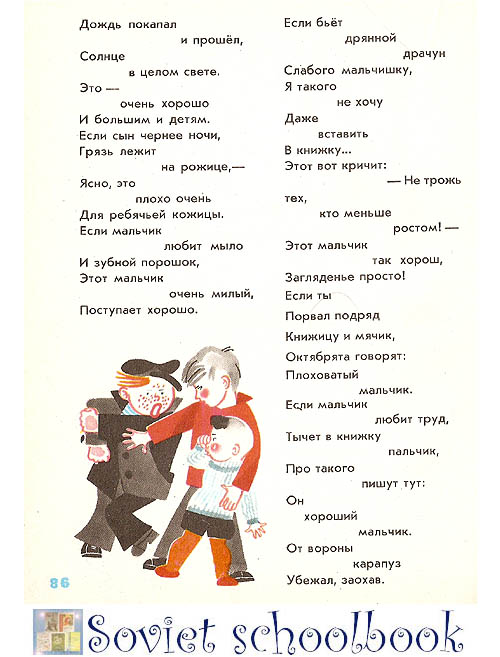 Дождь покапал
и прошёл,
Солнце
в целом свете.
Это —
очень хорошо
И большим и детям.
Если сын чернее ночи,
Грязь лежит
на рожице,—
Ясно, это
плохо очень
Для ребячьей кожицы.
Если мальчик
любит мыло
И зубной порошок,
Этот мальчик
очень милый,
Поступает хорошо.
86
Если бьёт
дрянной
драчун
Слабого мальчишку,
Я такого
не хочу
Даже
вставить
В книжку...
Этот вот кричит:
— Не трожь
тех,
кто меньше
ростом! —
Этот мальчик
так хорош,
Загляденье просто!
Если ты
Порвал подряд
Книжицу и мячик,
Октябрята говорят:
Плоховатый
мальчик.
Если мальчик
любит труд,
Тычет в книжку
пальчик,
Про такого
пишут тут:
Он
хороший
мальчик.
От вороны
карапуз
Убежал, заохав.
Soviet schoolbook